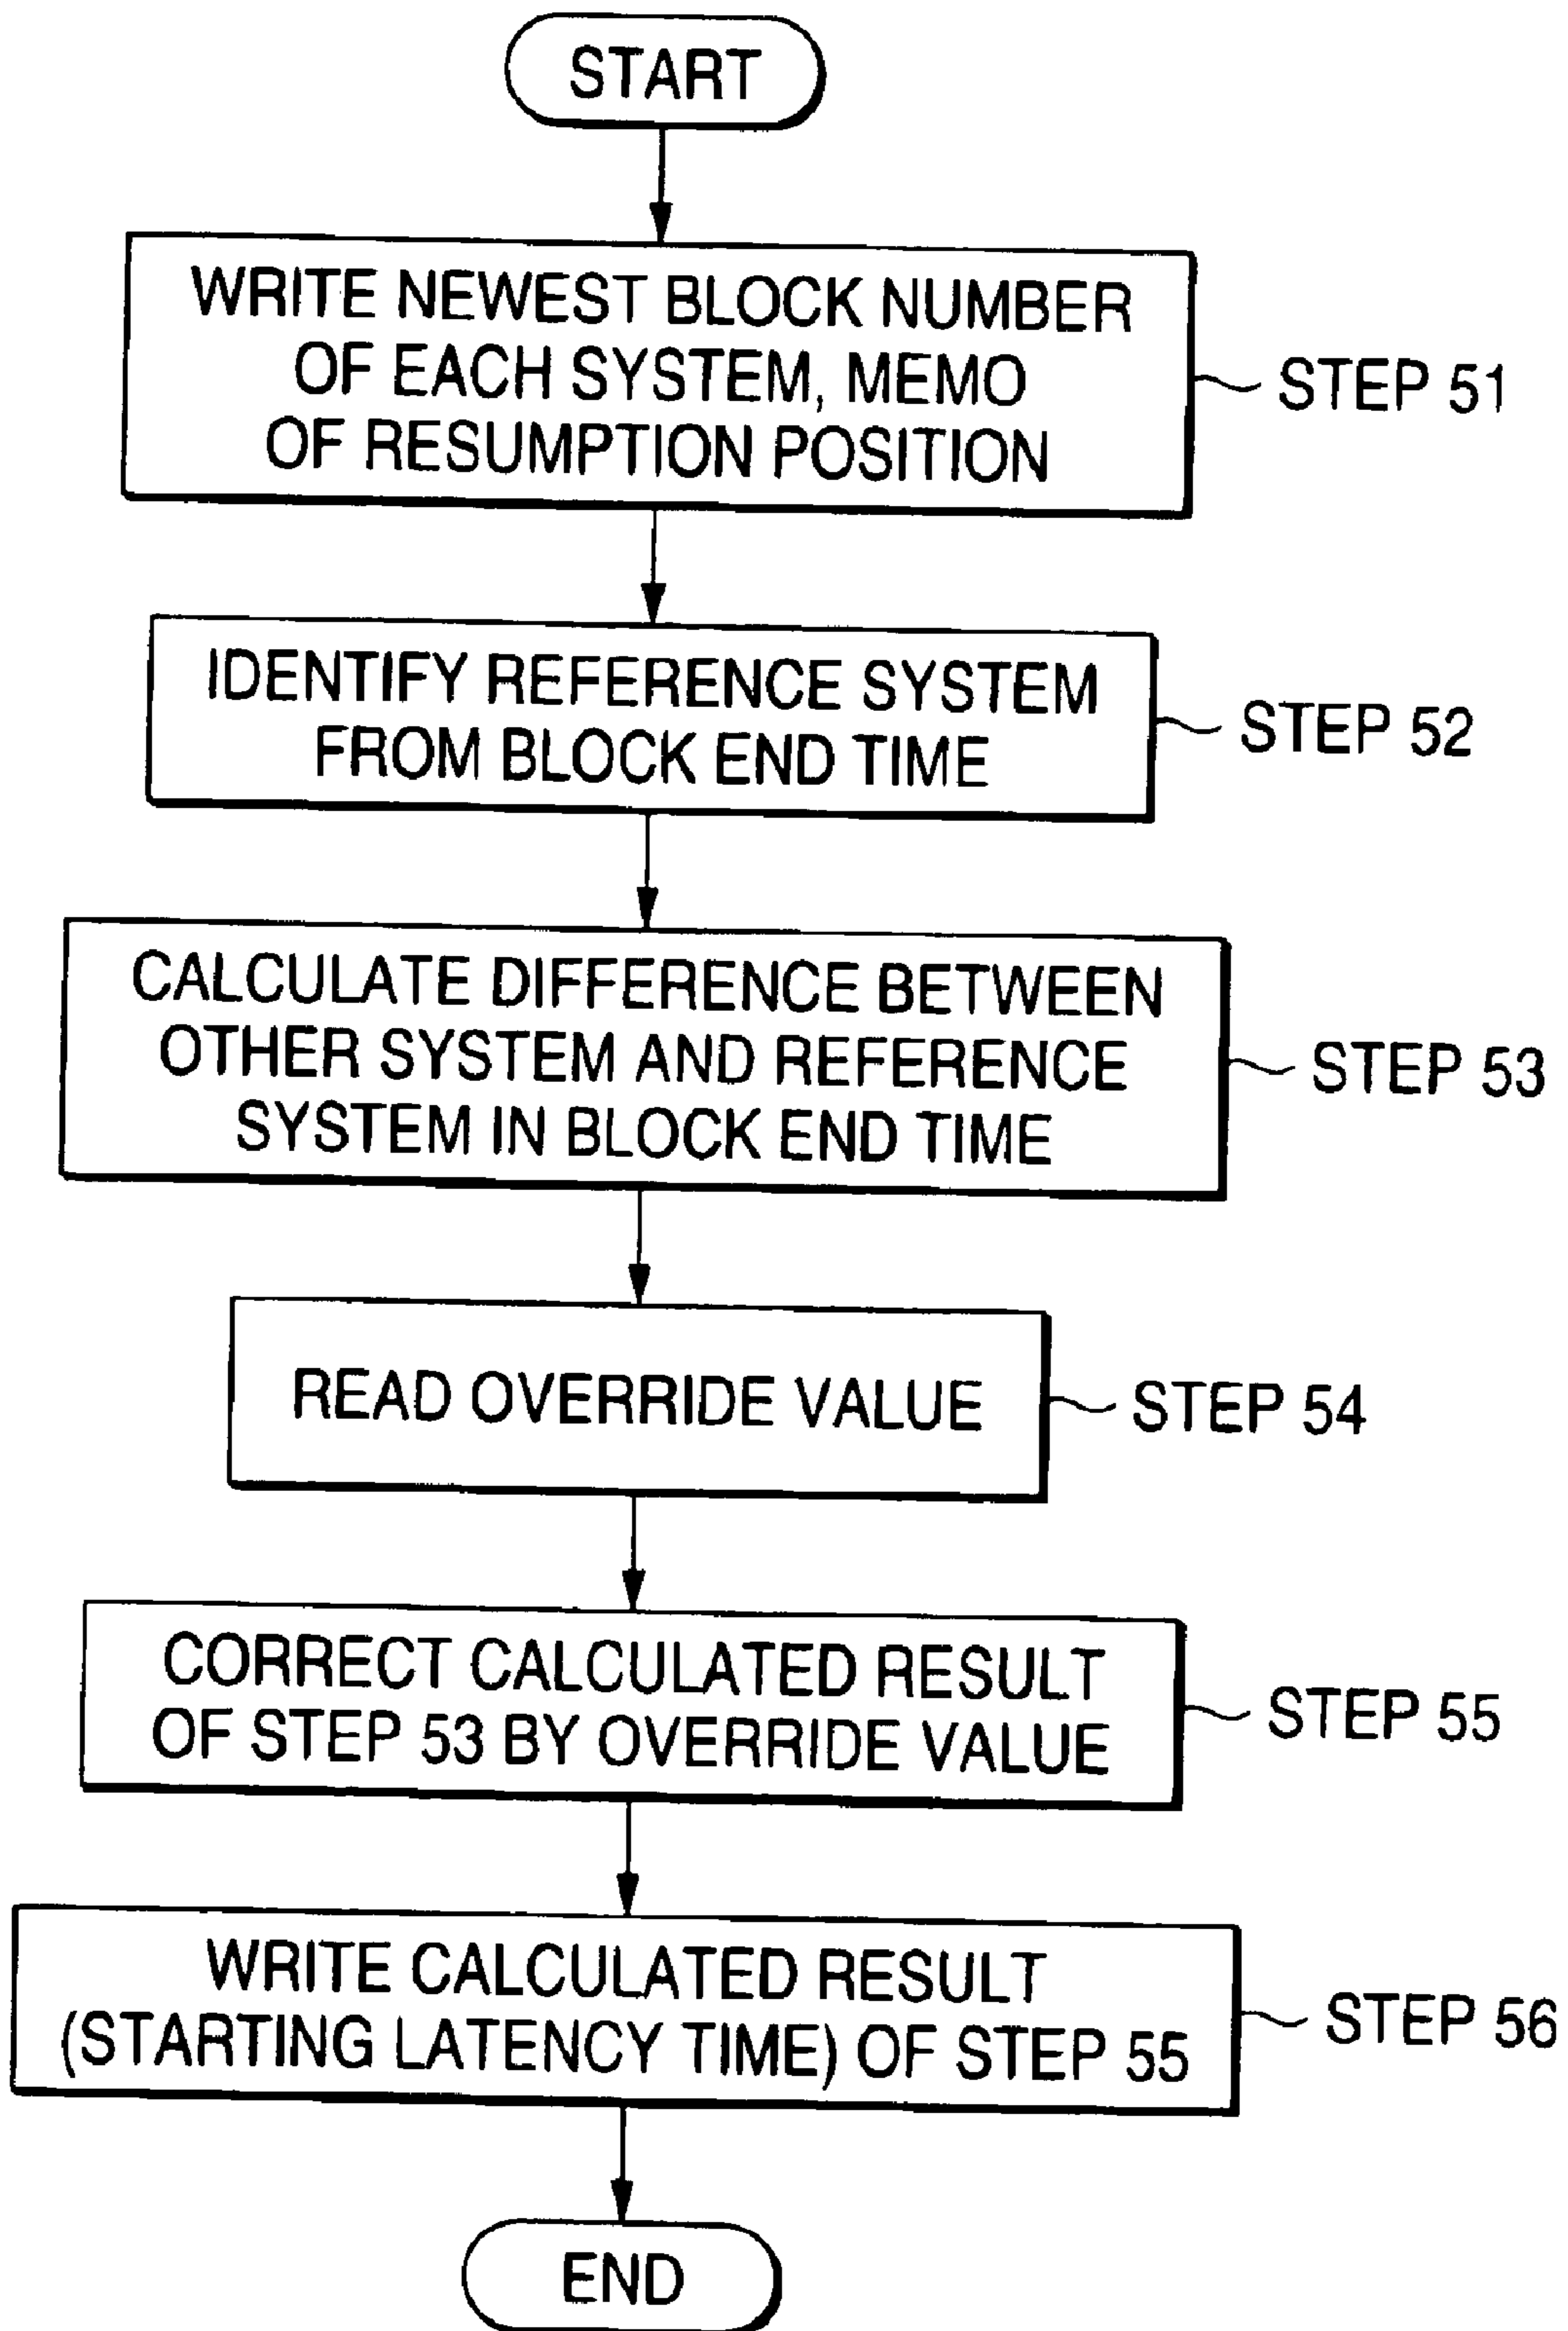 START
WRITE NEWEST BLOCK NUMBER
OF EACH SYSTEM, MEMO
OF RESUMPTION POSITION
STEP 51
IDENTIFY REFERENCE SYSTEM
FROM BLOCK END TIME
STEP 52
CALCULATE DIFFERENCE BETWEEN
OTHER SYSTEM AND REFERENCE
SYSTEM IN BLOCK END TIME
STEP 53
READ OVERRIDE VALUE
STEP 54
CORRECT CALCULATED RESULT
OF STEP 53 BY OVERRIDE VALUE
STEP 55
WRITE CALCULATED RESULT
(STARTING LATENCY TIME) OF STEP 55
STEP 56
END